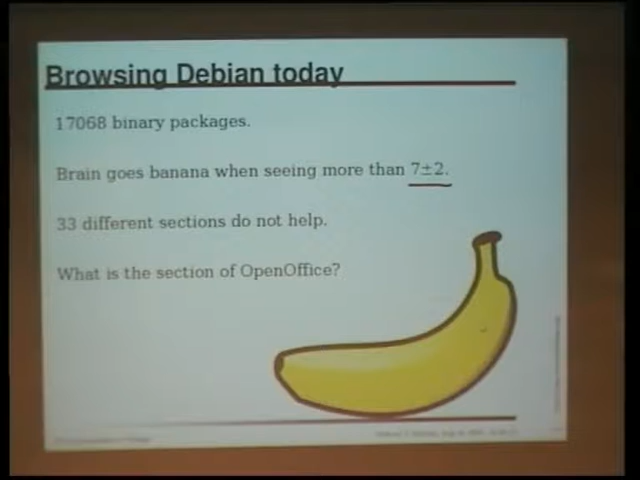 Browsing Debian today
17068 binary packages.
Brain goes banana when seeing more than 7±2.
33 different sections do not help.
What is the section of OpenOffice?